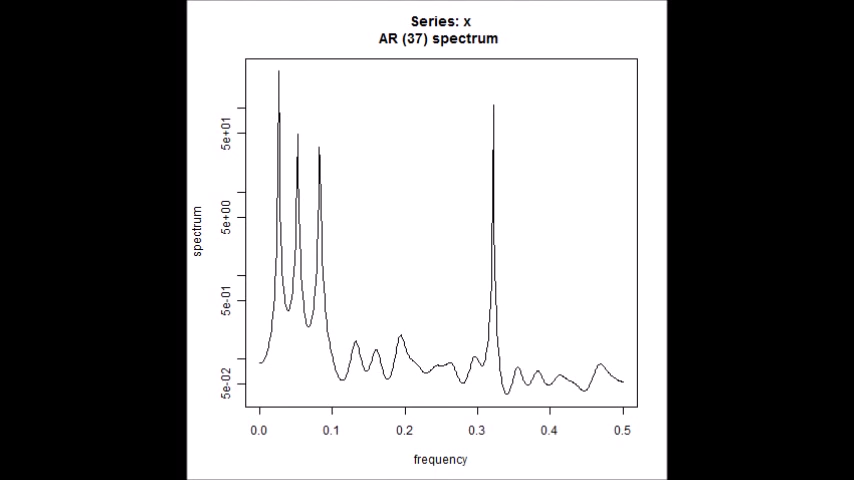 Series: x
AR (37) spectrum
spectrum
5e+01
5e+00
5e-01
5e-02
0.0 0.1 0.2 0.3 0.4 0.5
frequency